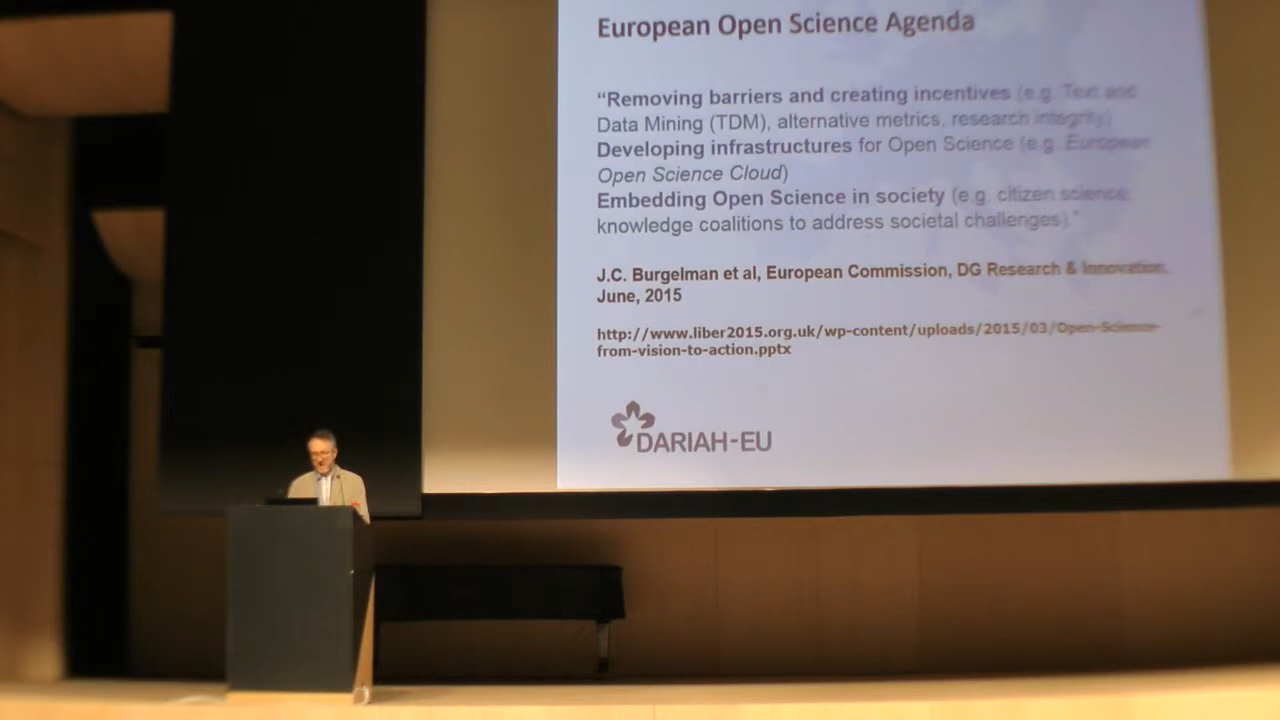 European Open Science Agenda
“Removing barriers and creating incentives (e.g. Text and
Data Mining (TDM), alternative metrics, research integrity)
Developing infrastructures for Open Science (e.g. European
Open Science Cloud)
Embedding Open Science in society (e.g. citizen science,
knowledge coalitions to address societal challenges).”
J.C. Burgelman et al, European Commission, DG Research & Innovation,
June, 2015
http://www.liber2015.org.uk/wp-content/uploads/2015/03/Open-Science-
from-vision-to-action.pptx
DARIAH-EU